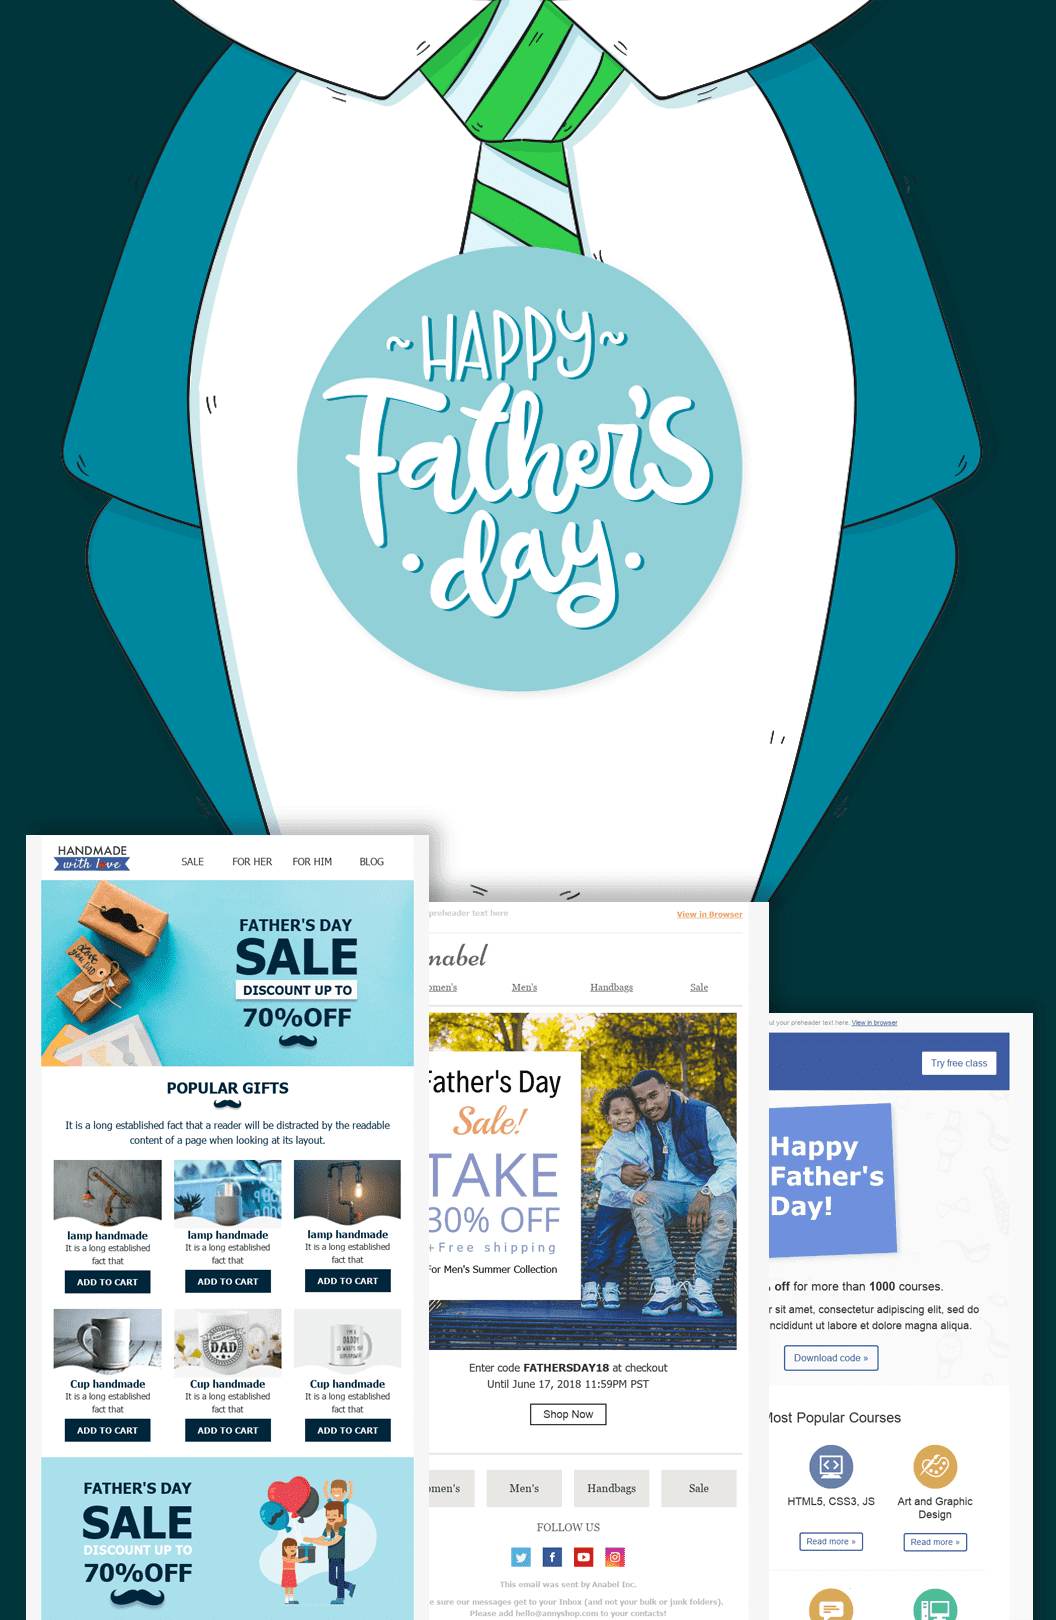 ~HAPPY~
Father's
.day.
HANDMADE
with love
SALE
FOR HER
FOR HIM
BLOG
Love you DAD
FATHER'S DAY
SALE
DISCOUNT UP TO
70%OFF
POPULAR GIFTS
It is a long established fact that a reader will be distracted by the readable
content of a page when looking at its layout.
lamp handmade
It is a long established
fact that
ADD TO CART
lamp handmade
It is a long established
fact that
ADD TO CART
lamp handmade
It is a long established
fact that
ADD TO CART
DAD
I'M A
DADDY
SO WHAT'S YOUR
SUPERPOWER?
Cup handmade
It is a long established
fact that
ADD TO CART
Cup handmade
It is a long established
fact that
ADD TO CART
Cup handmade
It is a long established
fact that
ADD TO CART
FATHER'S DAY
SALE
DISCOUNT UP TO
70%OFF
preheader text here
View in Browser
nabel
omen's
Men's
Handbags
Sale
Father's Day
Sale!
TAKE
30% OFF
+Free shipping
For Men's Summer Collection
Enter code FATHERSDAY18 at checkout
Until June 17, 2018 11:59PM PST
Shop Now
omen's
Men's
Handbags
Sale
FOLLOW US
This email was sent by Anabel Inc.
e sure our messages get to your Inbox (and not your bulk or junk folders).
Please add hello@annyshop.com to your contacts!
ut your preheader text here. View in browser
Try free class
Happy
Father's
Day!
off for more than 1000 courses.
r sit amet, consectetur adipiscing elit, sed do
ncididunt ut labore et dolore magna aliqua.
Download code »
Most Popular Courses
HTML5, CSS3, JS
Read more »
Art and Graphic
Design
Read more »